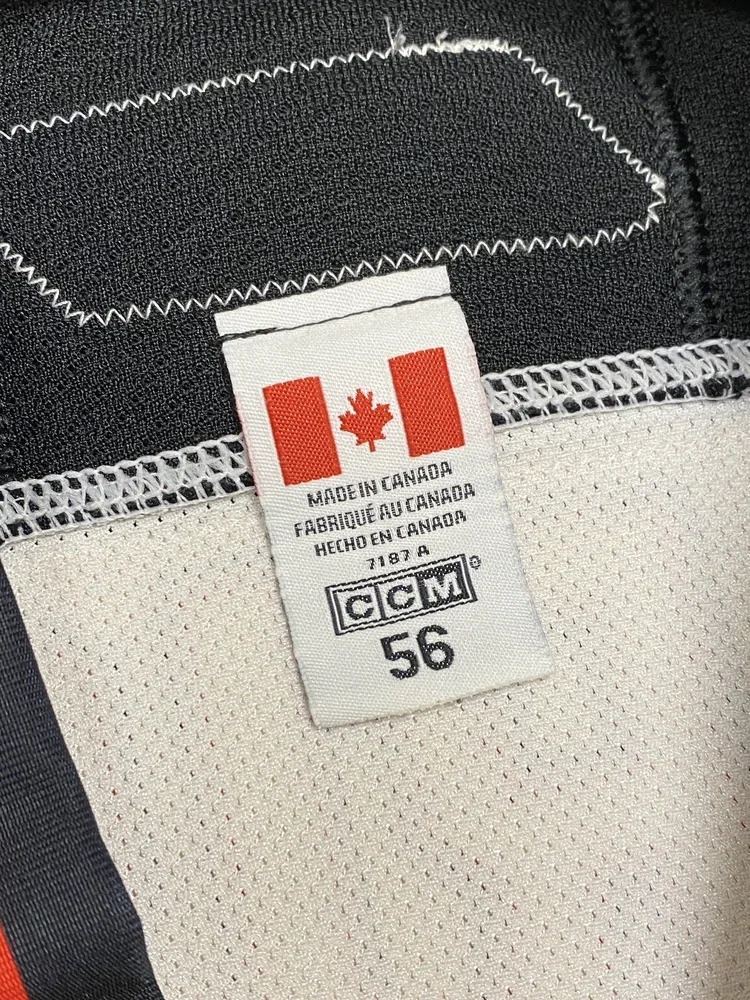 MADE IN CANADA
FABRIQUÉ AU CANADA
HECHO EN CANADA
7187 A
CCM®
56